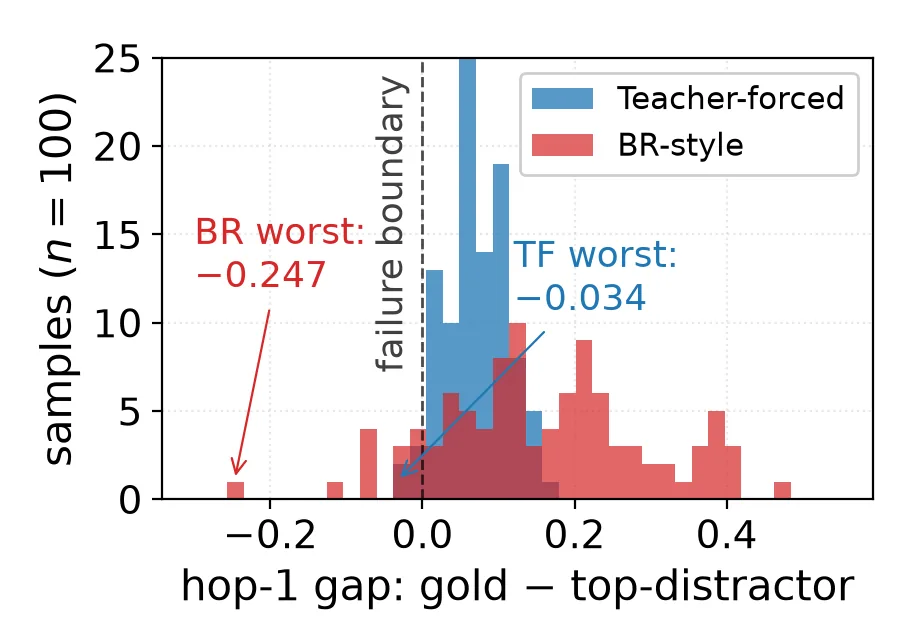 25
20
15
10
5
0
samples (n = 100)
failure boundary
Teacher-forced
BR-style
BR worst:
−0.247
TF worst:
−0.034
−0.2
0.0
0.2
0.4
hop-1 gap: gold − top-distractor